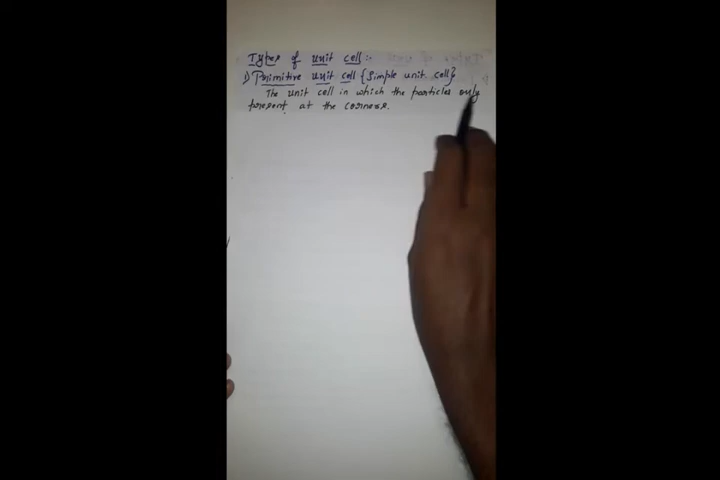 Types of unit cell :-
1) Primitive unit cell {Simple unit cell}
The unit cell in which the particles only
present at the corners.